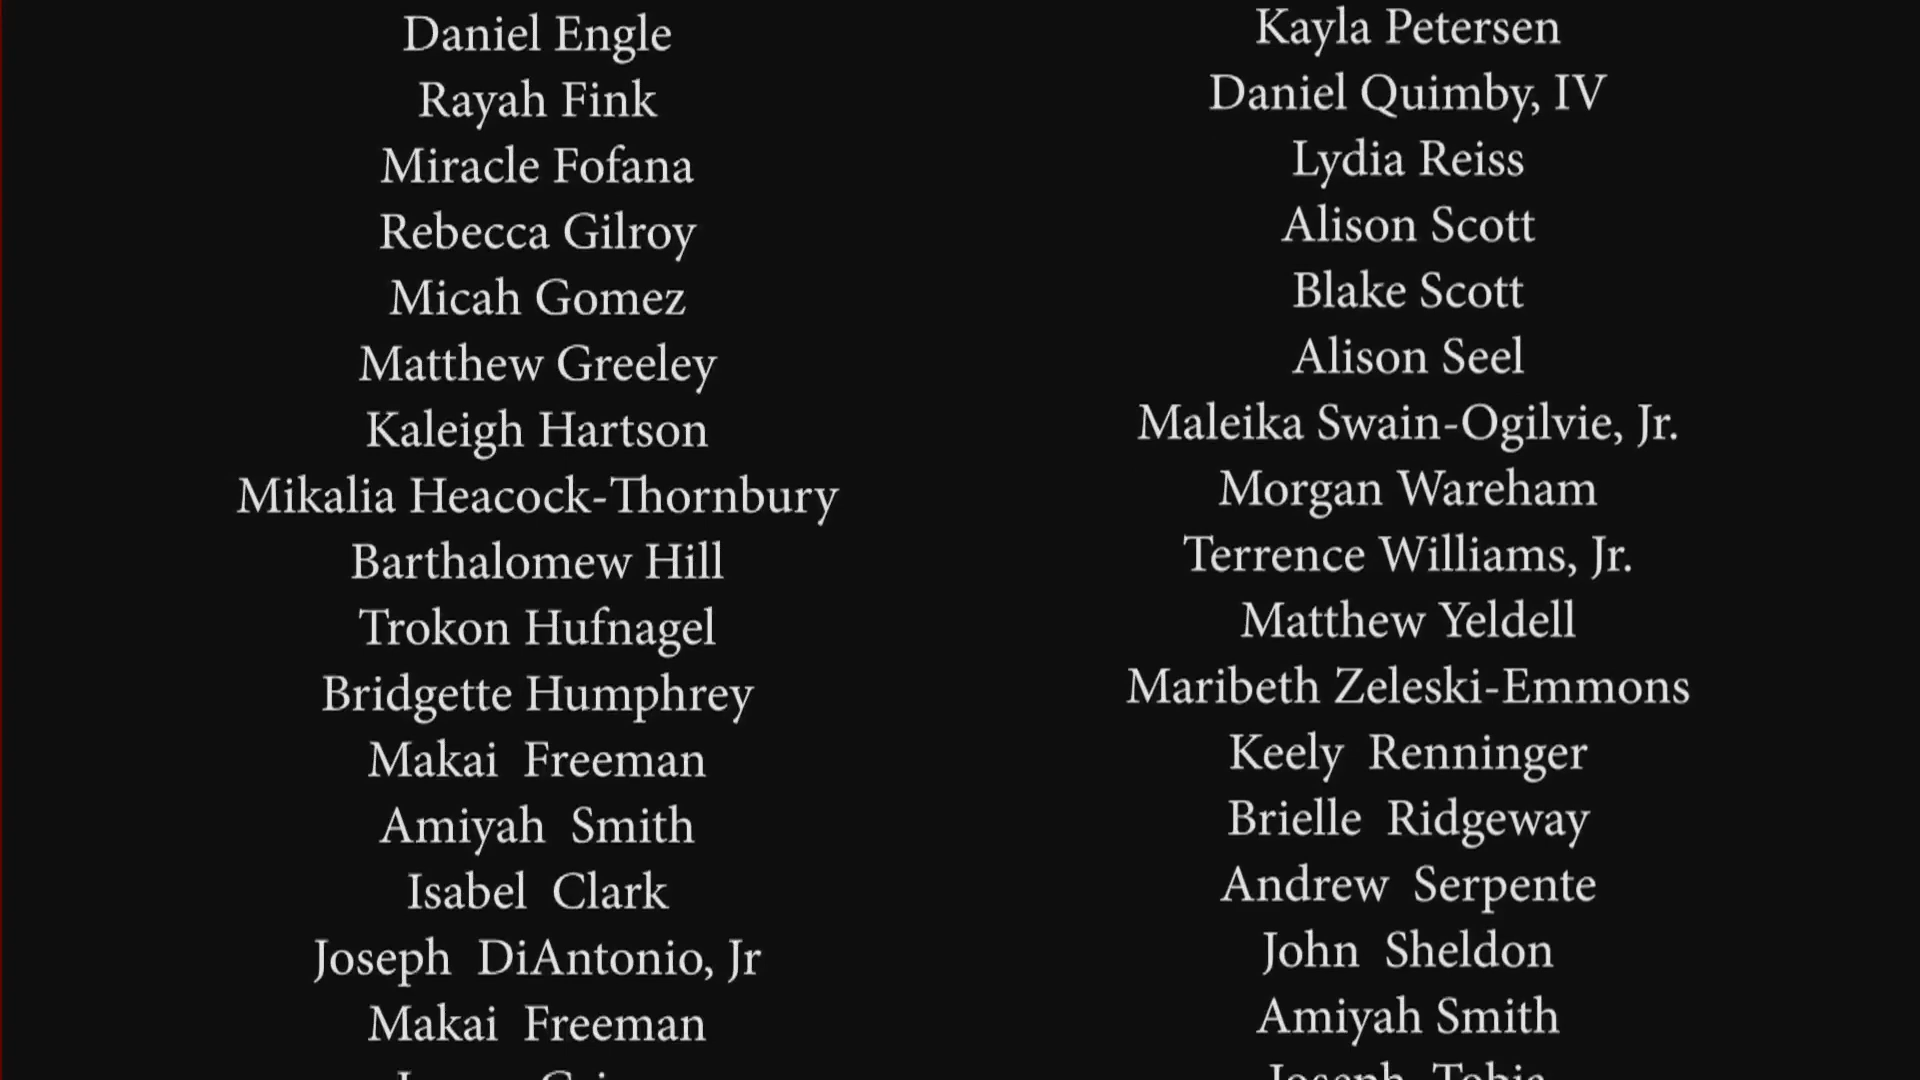 Daniel Engle
Rayah Fink
Miracle Fofana
Rebecca Gilroy
Micah Gomez
Matthew Greeley
Kaleigh Hartson
Mikalia Heacock-Thornbury
Barthalomew Hill
Trokon Hufnagel
Bridgette Humphrey
Makai  Freeman
Amiyah  Smith
Isabel  Clark
Joseph  DiAntonio, Jr
Makai  Freeman
Kayla Petersen
Daniel Quimby, IV
Lydia Reiss
Alison Scott
Blake Scott
Alison Seel
Maleika Swain-Ogilvie, Jr.
Morgan Wareham
Terrence Williams, Jr.
Matthew Yeldell
Maribeth Zeleski-Emmons
Keely  Renninger
Brielle  Ridgeway
Andrew  Serpente
John  Sheldon
Amiyah Smith
Joseph  Tobia